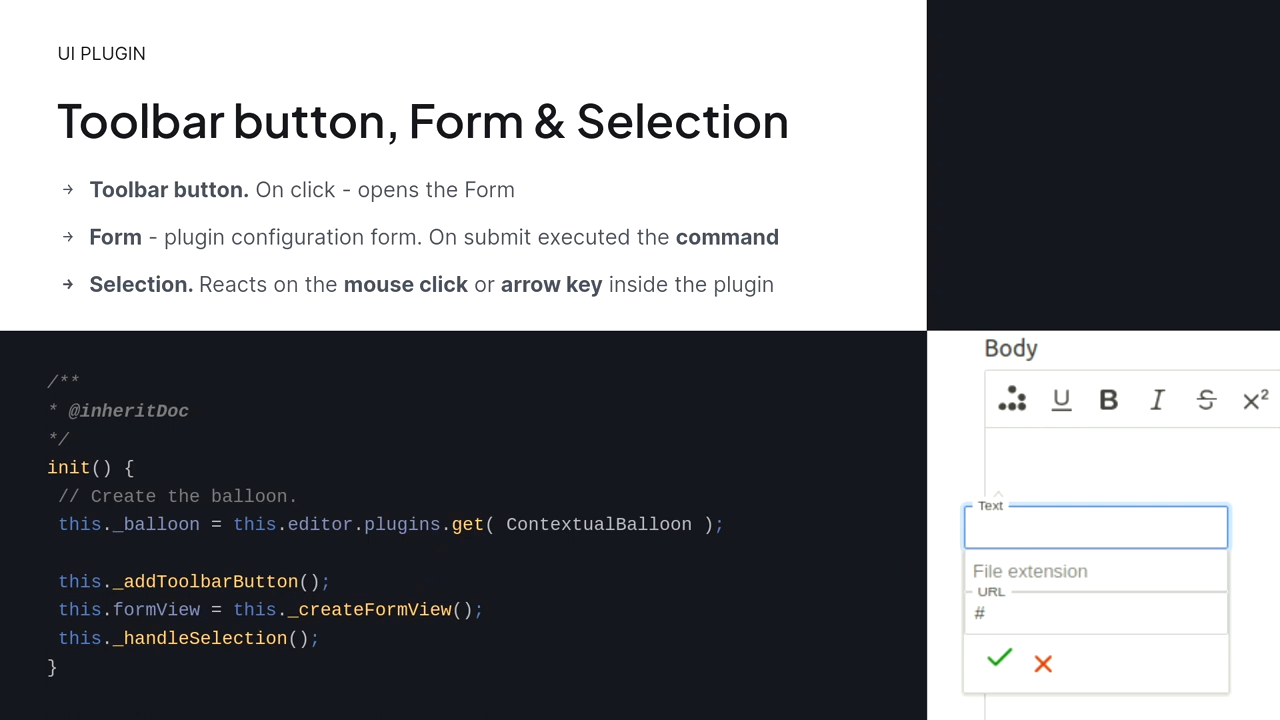 UI PLUGIN
Toolbar button, Form & Selection
→ Toolbar button. On click - opens the Form
→ Form - plugin configuration form. On submit executed the command
→ Selection. Reacts on the mouse click or arrow key inside the plugin
/**
* @inheritDoc
*/
init() {
// Create the balloon.
this._balloon = this.editor.plugins.get( ContextualBalloon );
this._addToolbarButton();
this.formView = this._createFormView();
this._handleSelection();
}
Body
U B I S x²
Text
File extension
URL
#